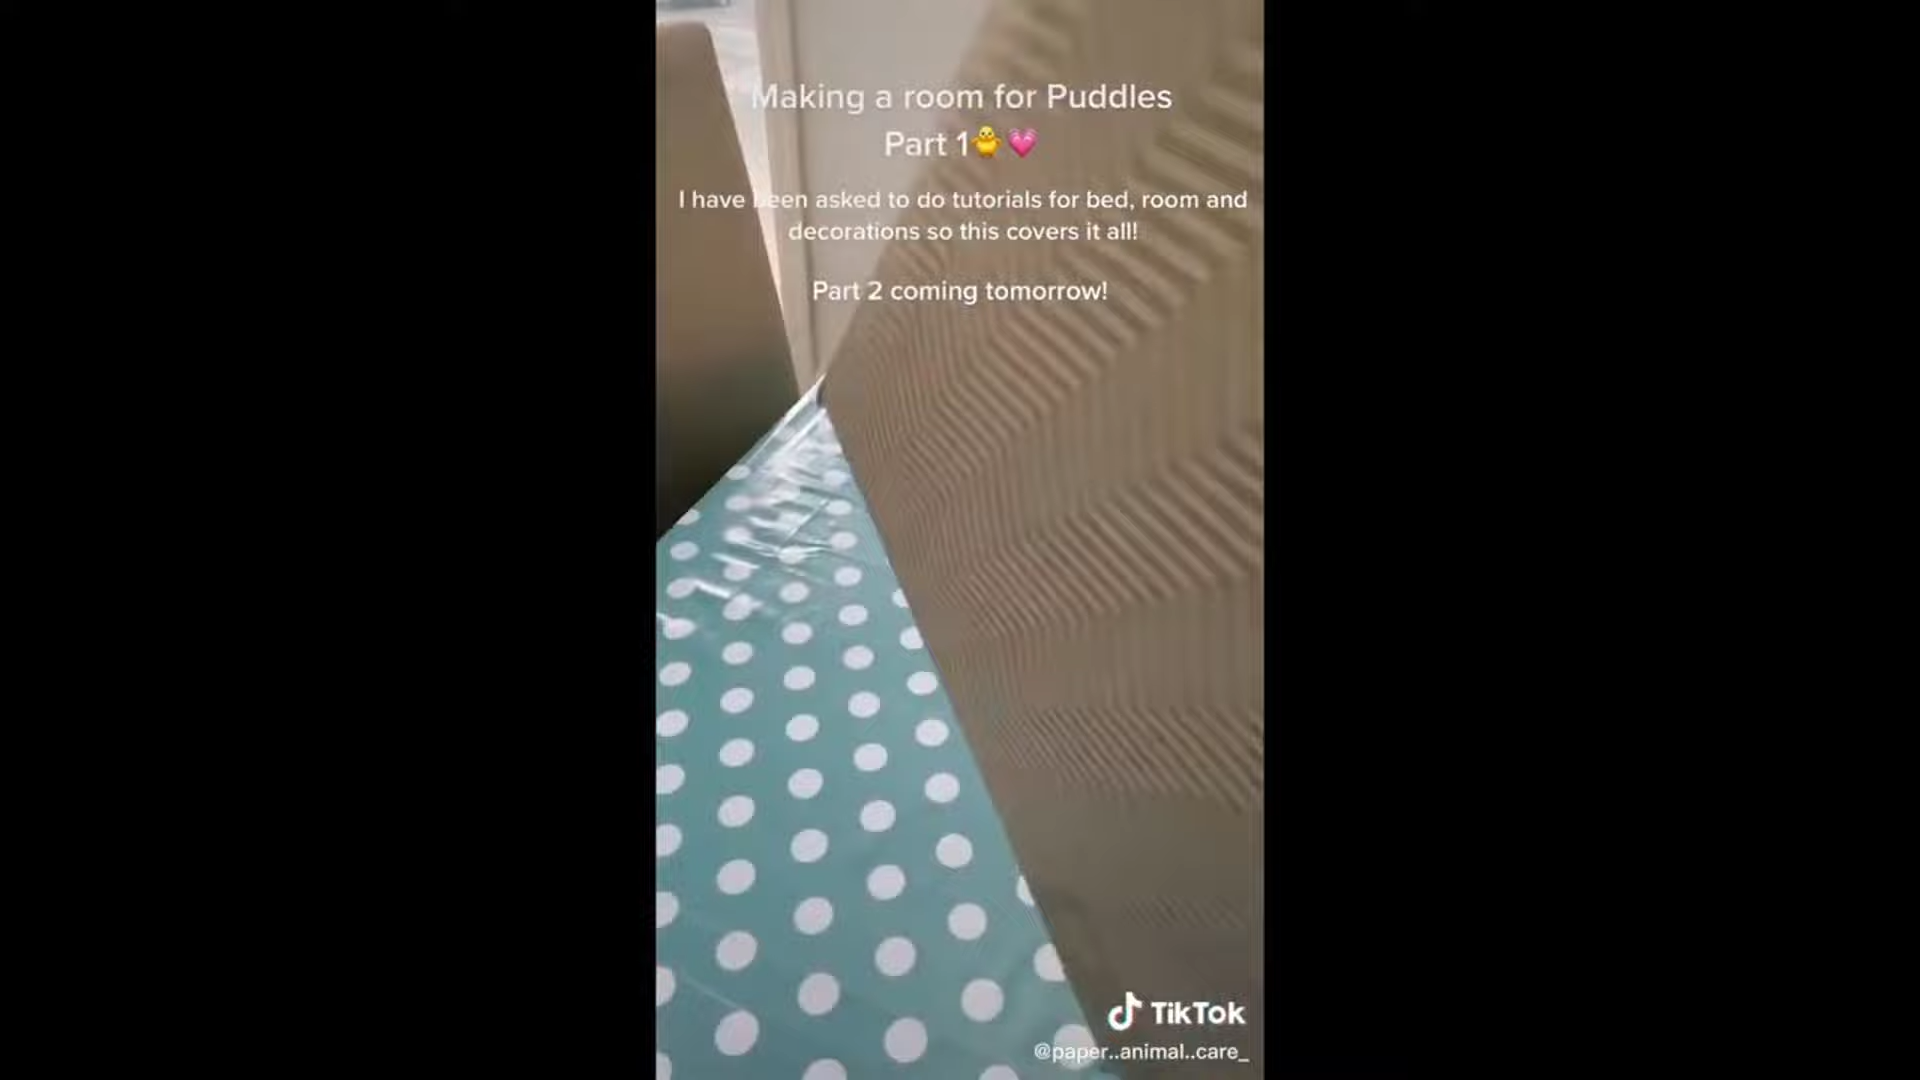 Making a room for Puddles
Part 1🐥💗
I have been asked to do tutorials for bed, room and
decorations so this covers it all!
Part 2 coming tomorrow!
TikTok
@paper..animal..care_